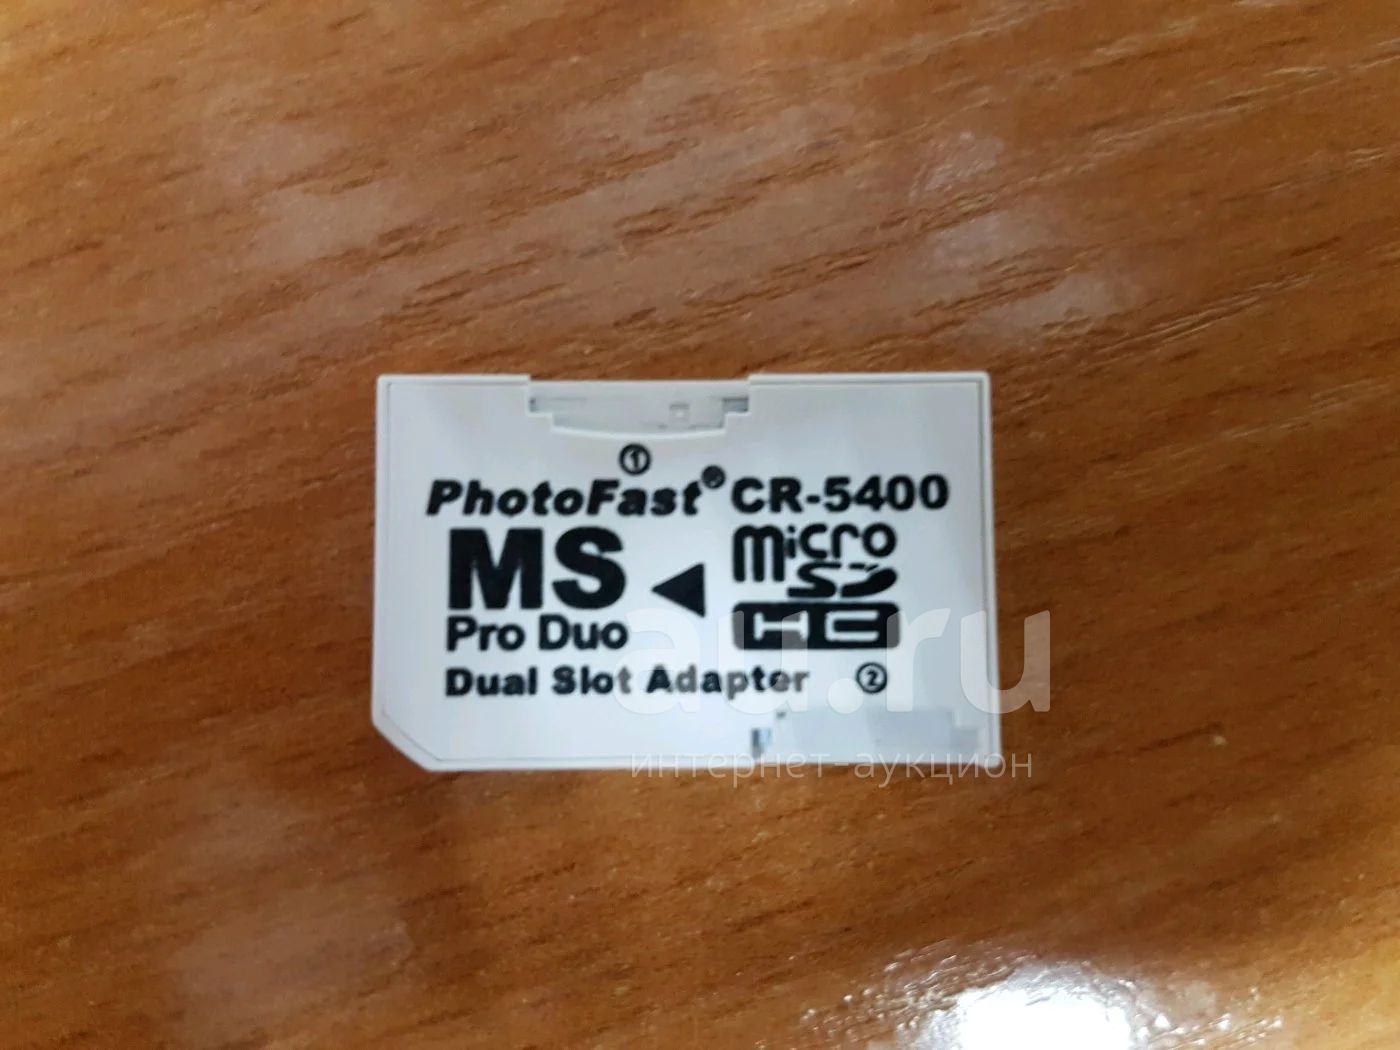 ①
PhotoFast® CR-5400
MS ◀ micro SD HC
Pro Duo
Dual Slot Adapter ②
au.ru
интернет-аукцион